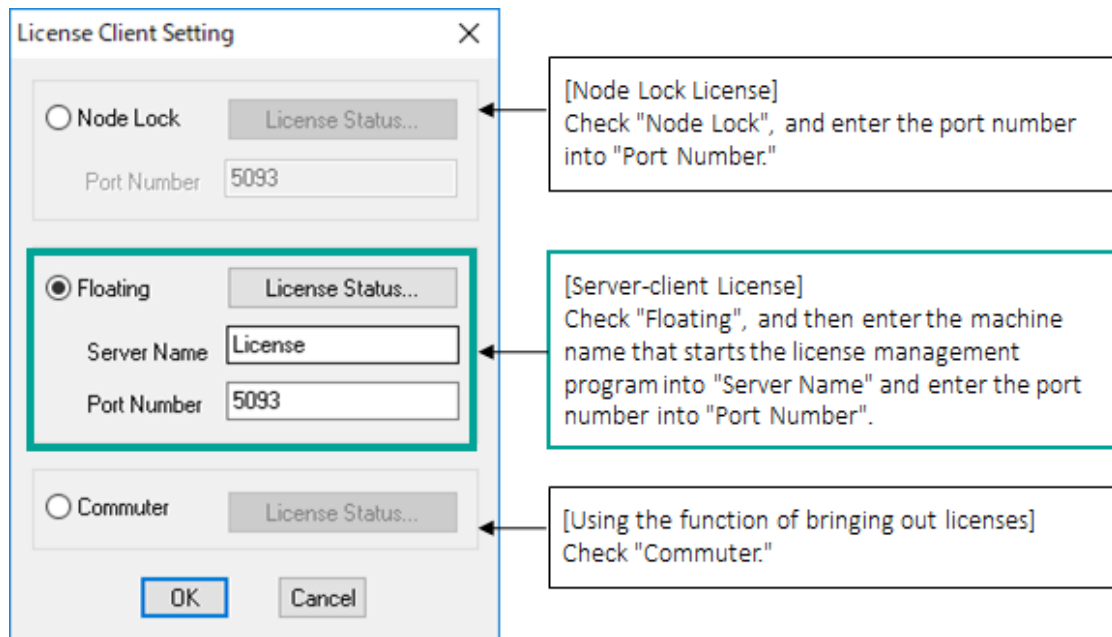 License Client Setting
Node Lock
License Status...
Port Number
5093
[Node Lock License]
Check "Node Lock", and enter the port number
into "Port Number."
Floating
License Status...
Server Name
License
Port Number
5093
[Server-client License]
Check "Floating", and then enter the machine
name that starts the license management
program into "Server Name" and enter the port
number into "Port Number".
Commuter
License Status...
[Using the function of bringing out licenses]
Check "Commuter."
OK
Cancel